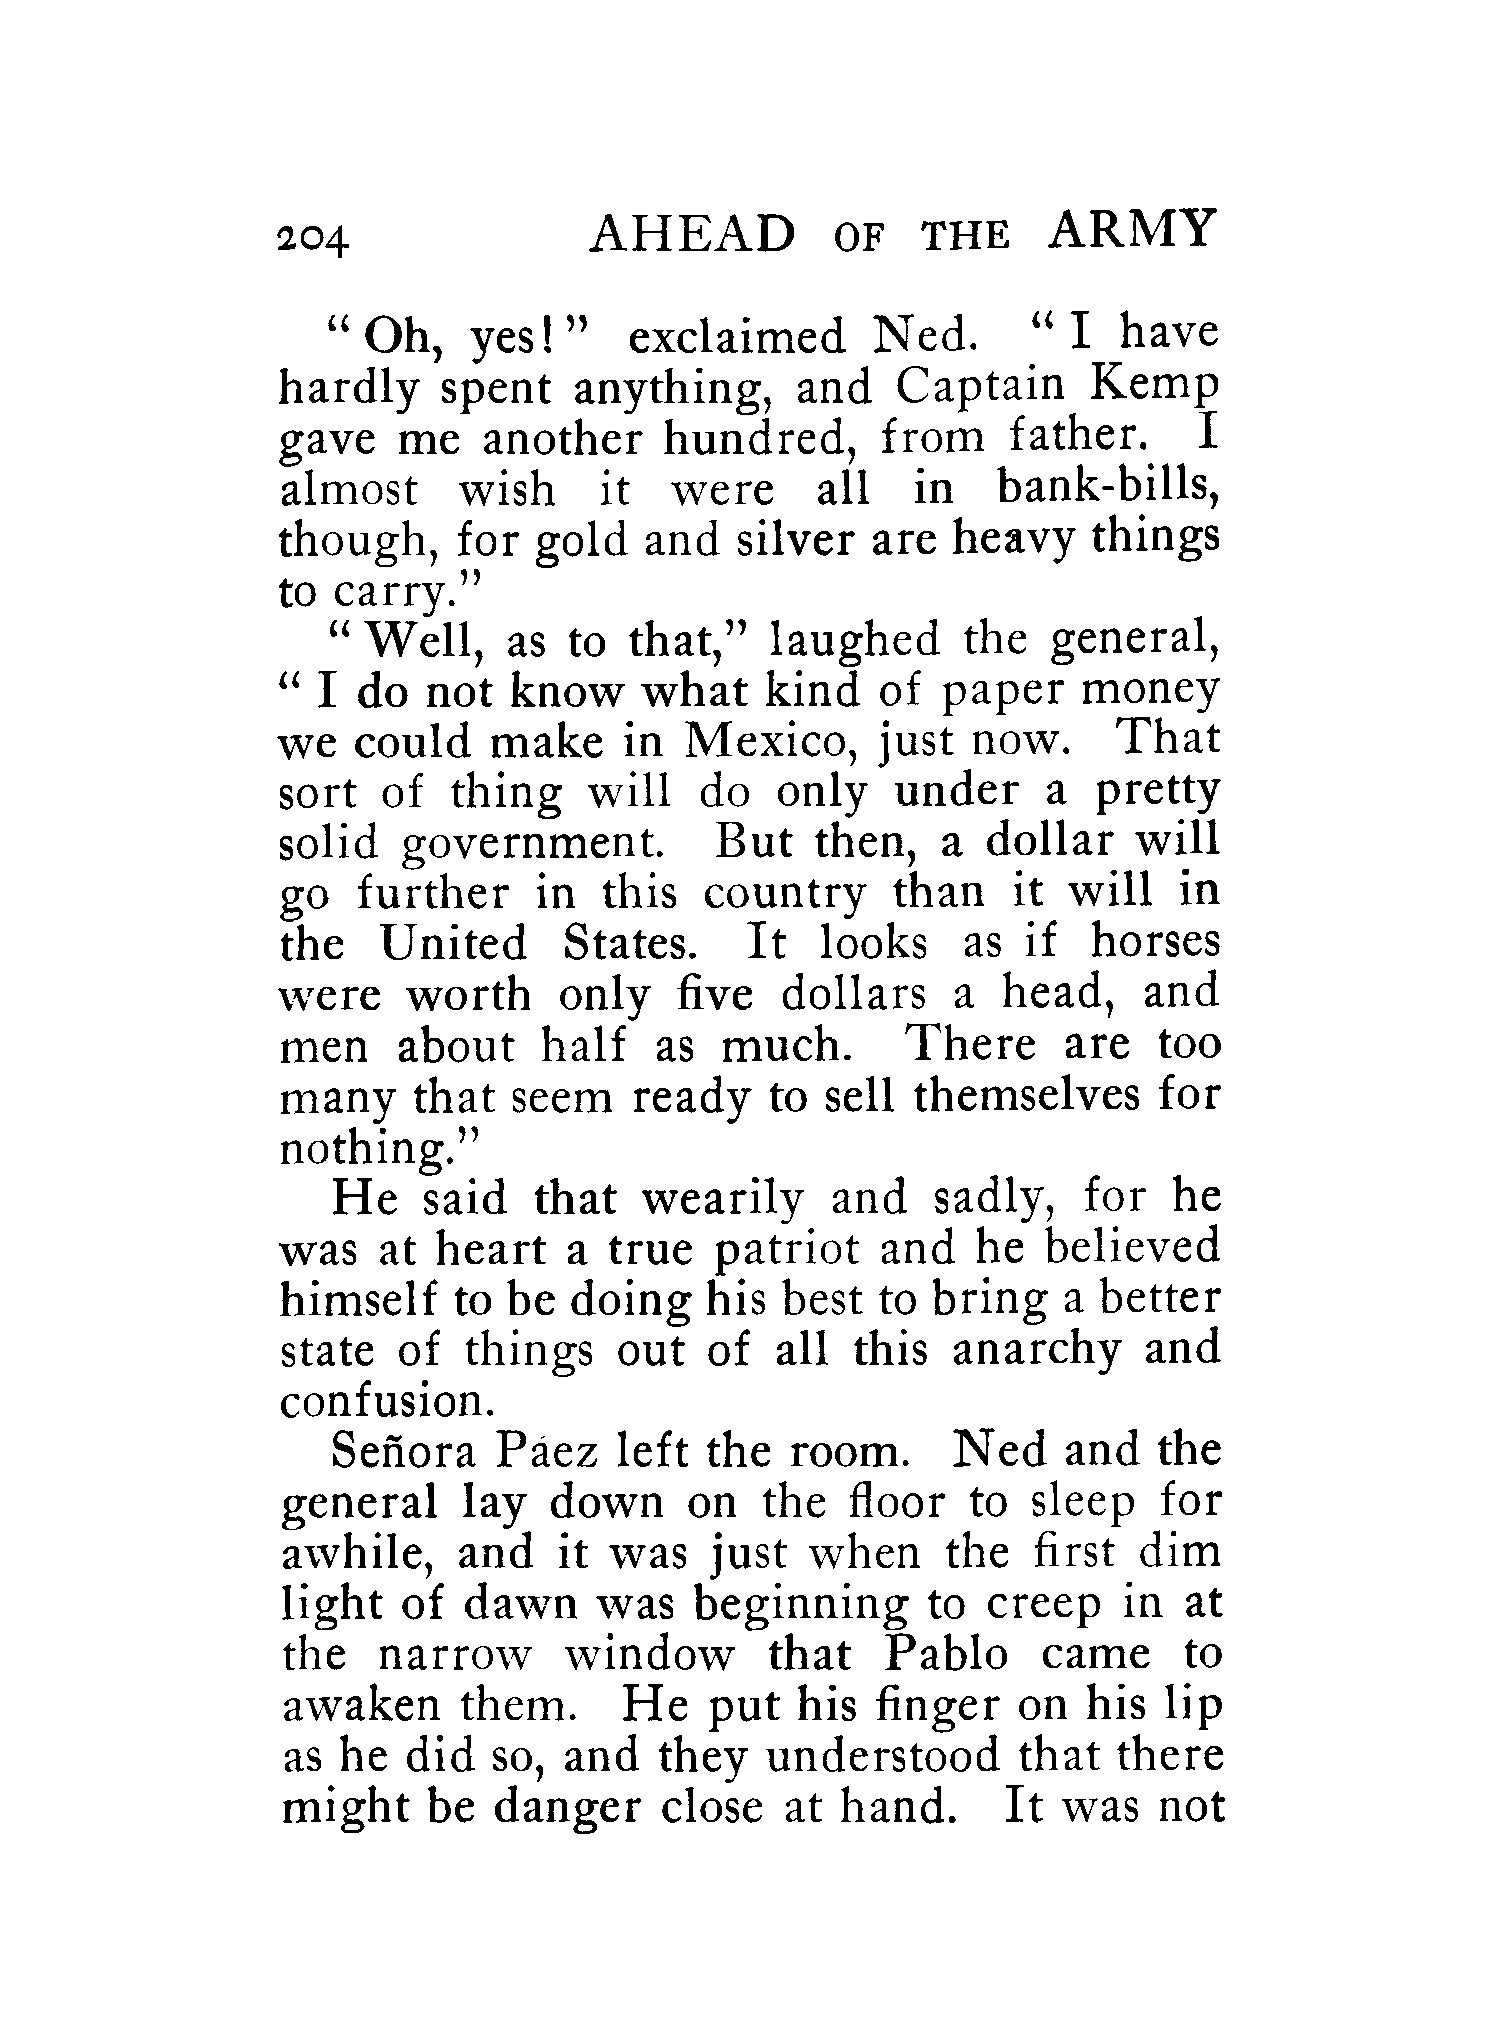 204 AHEAD OF THE ARMY
“ Oh, yes! ” exclaimed Ned. “ I have
hardly spent anything, and Captain Kemp
gave me another hundred, from father. I
almost wish it were all in bank-bills,
though, for gold and silver are heavy things
to carry.”
“ Well, as to that,” laughed the general,
“ I do not know what kind of paper money
we could make in Mexico, just now. That
sort of thing will do only under a pretty
solid government. But then, a dollar will
go further in this country than it will in
the United States. It looks as if horses
were worth only five dollars a head, and
men about half as much. There are too
many that seem ready to sell themselves for
nothing.”
He said that wearily and sadly, for he
was at heart a true patriot and he believed
himself to be doing his best to bring a better
state of things out of all this anarchy and
confusion.
Señora Páez left the room. Ned and the
general lay down on the floor to sleep for
awhile, and it was just when the first dim
light of dawn was beginning to creep in at
the narrow window that Pablo came to
awaken them. He put his finger on his lip
as he did so, and they understood that there
might be danger close at hand. It was not